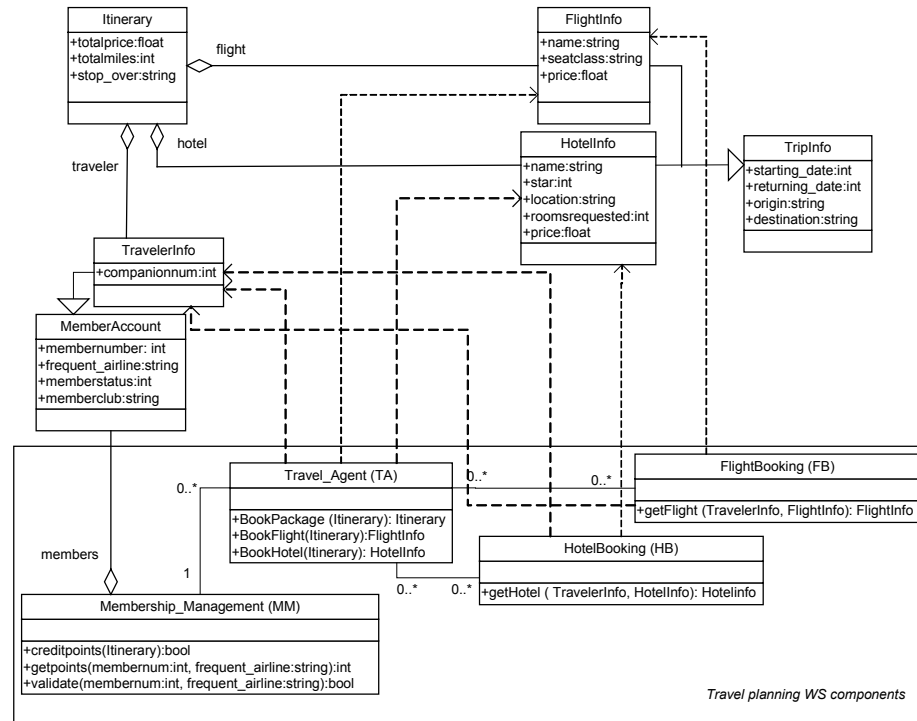 Itinerary
+totalprice:float
+totalmiles:int
+stop_over:string
flight
FlightInfo
+name:string
+seatclass:string
+price:float
traveler
hotel
HotelInfo
+name:string
+star:int
+location:string
+roomsrequested:int
+price:float
TripInfo
+starting_date:int
+returning_date:int
+origin:string
+destination:string
TravelerInfo
+companionnum:int
MemberAccount
+membernumber: int
+frequent_airline:string
+memberstatus:int
+memberclub:string
Travel_Agent (TA)
+BookPackage (Itinerary): Itinerary
+BookFlight(Itinerary):FlightInfo
+BookHotel(Itinerary): HotelInfo
0..*
0..*
0..*
FlightBooking (FB)
+getFlight (TravelerInfo, FlightInfo): FlightInfo
HotelBooking (HB)
+getHotel ( TravelerInfo, HotelInfo): Hotelinfo
0..*
0..*
members
1
Membership_Management (MM)
+creditpoints(Itinerary):bool
+getpoints(membernum:int, frequent_airline:string):int
+validate(membernum:int, frequent_airline:string):bool
Travel planning WS components